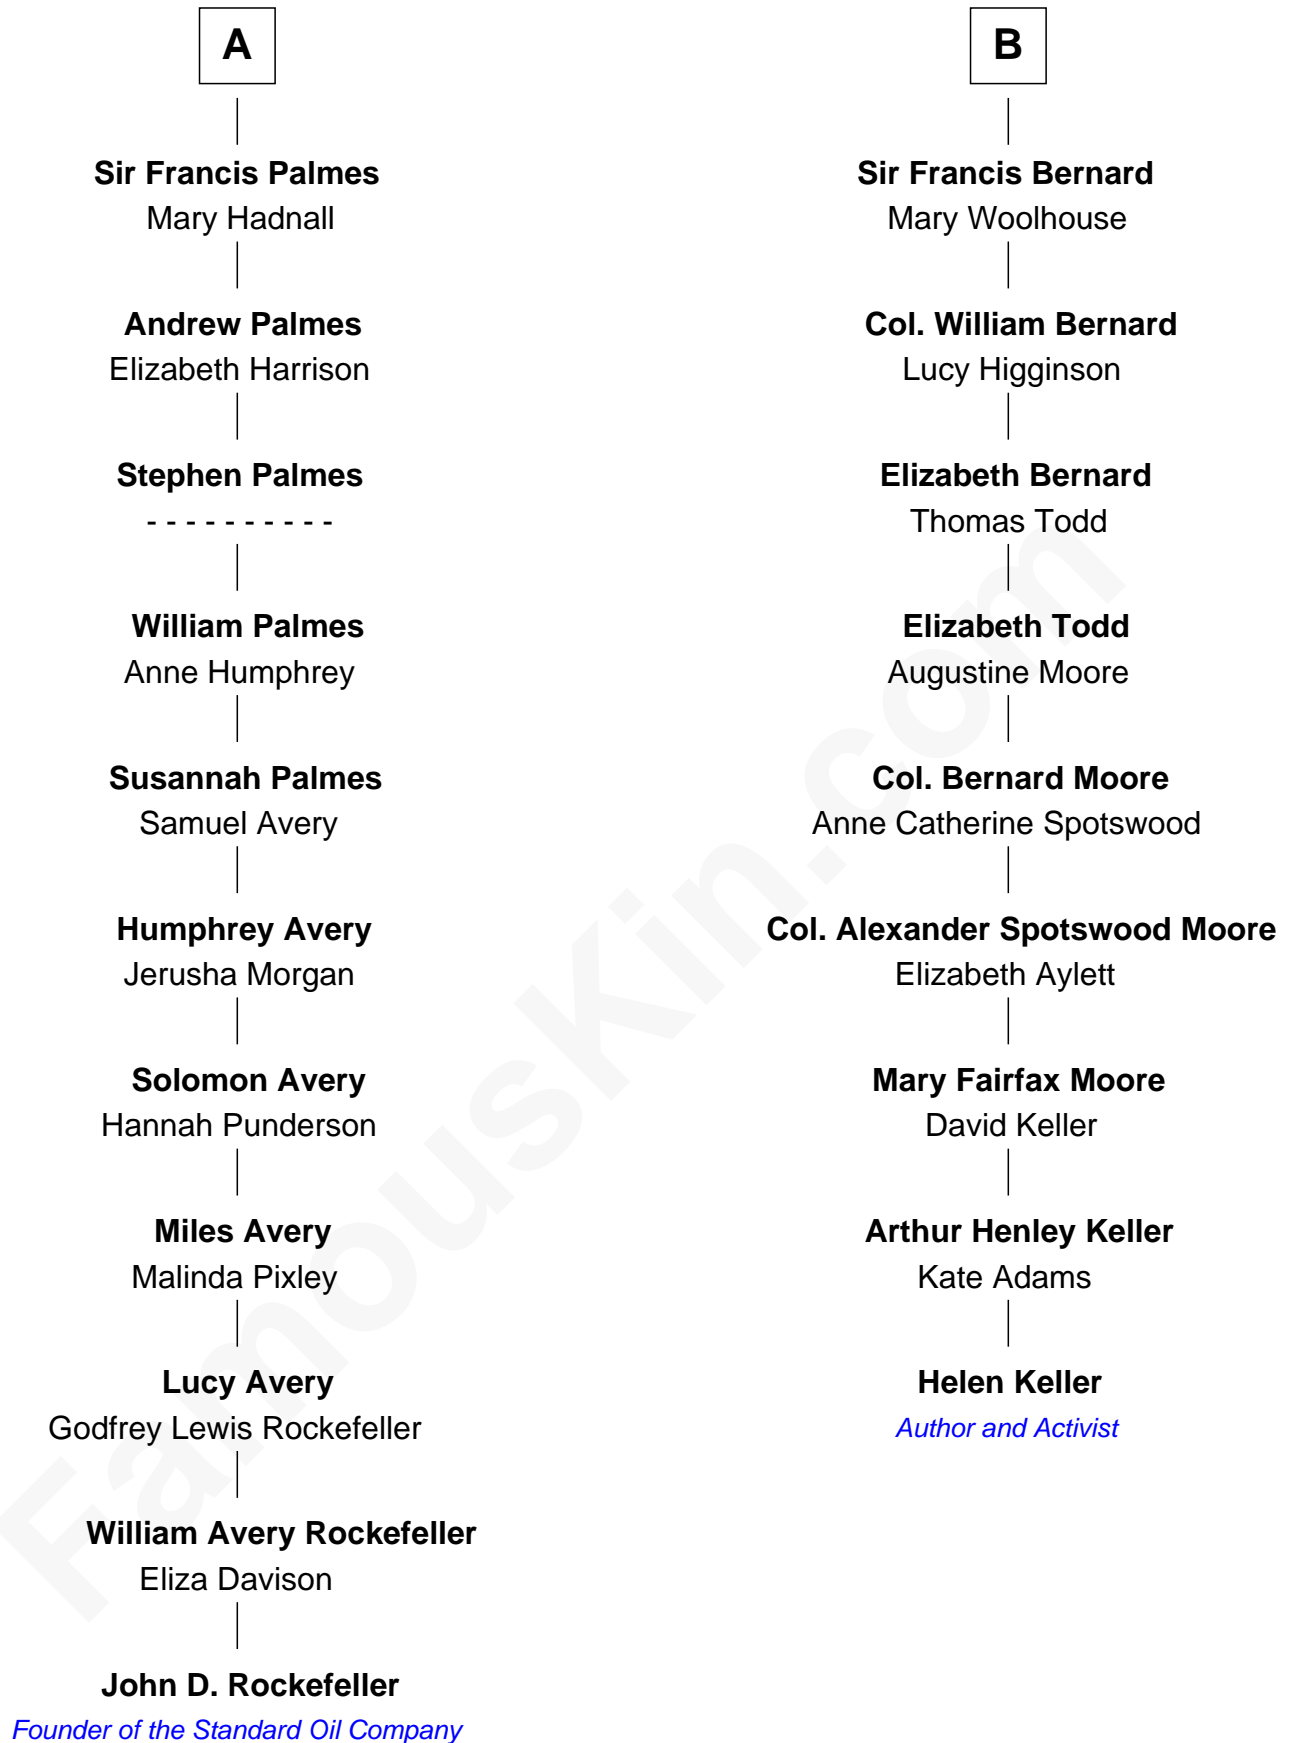 A
Sir Francis Palmes
Mary Hadnall
Andrew Palmes
Elizabeth Harrison
Stephen Palmes
- - - - - - - - - -
William Palmes
Anne Humphrey
Susannah Palmes
Samuel Avery
Humphrey Avery
Jerusha Morgan
Solomon Avery
Hannah Punderson
Miles Avery
Malinda Pixley
Lucy Avery
Godfrey Lewis Rockefeller
William Avery Rockefeller
Eliza Davison
John D. Rockefeller
Founder of the Standard Oil Company
B
Sir Francis Bernard
Mary Woolhouse
Col. William Bernard
Lucy Higginson
Elizabeth Bernard
Thomas Todd
Elizabeth Todd
Augustine Moore
Col. Bernard Moore
Anne Catherine Spotswood
Col. Alexander Spotswood Moore
Elizabeth Aylett
Mary Fairfax Moore
David Keller
Arthur Henley Keller
Kate Adams
Helen Keller
Author and Activist
FamousKin.com